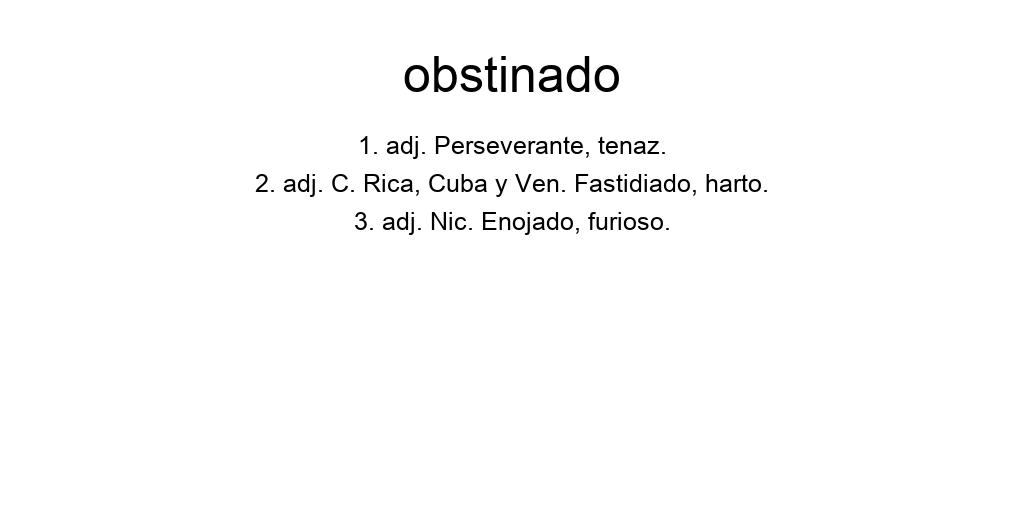 obstinado
1. adj. Perseverante, tenaz.
2. adj. C. Rica, Cuba y Ven. Fastidiado, harto.
3. adj. Nic. Enojado, furioso.